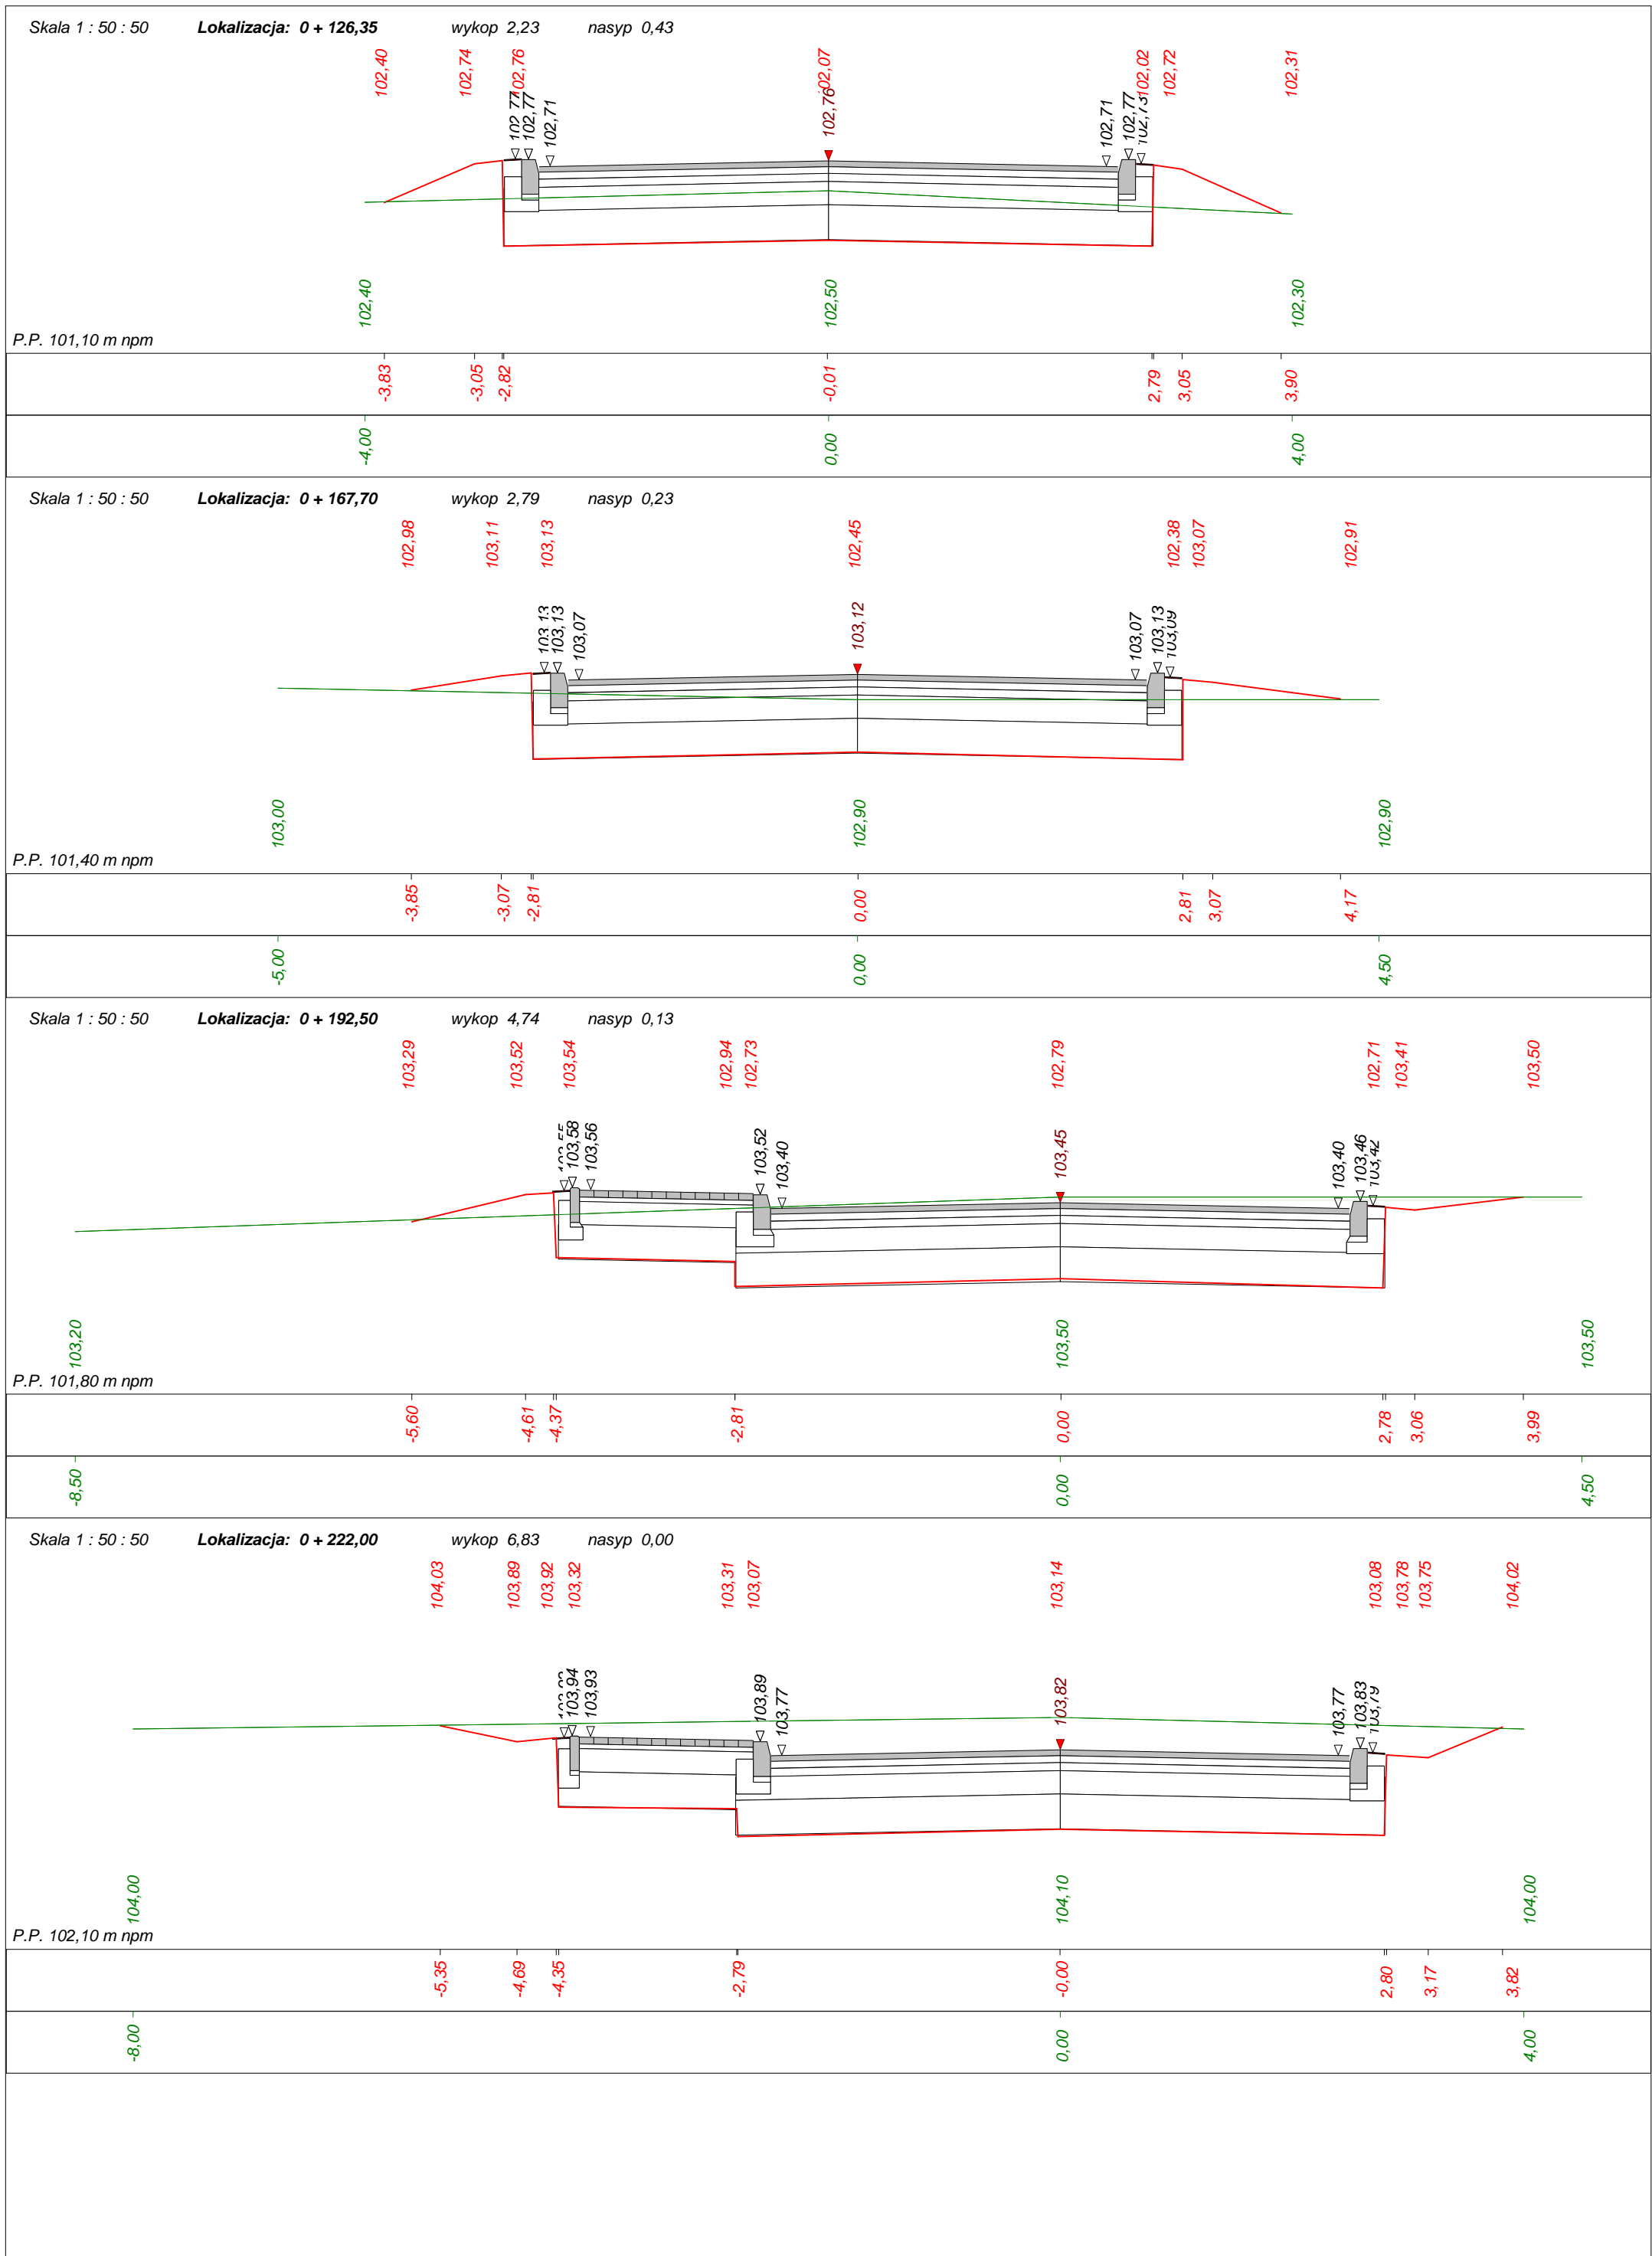 Skala 1 : 50 : 50 Lokalizacja: 0 + 126,35 wykop 2,23 nasyp 0,43
102,40 102,74 102,76 102,07 102,02 102,72 102,31
102,77 102,77 102,71 102,76 102,71 102,77 102,73
102,40 102,50 102,30
P.P. 101,10 m npm
-3,83 -3,05 -2,82 -0,01 2,79 3,05 3,90
-4,00 0,00 4,00
Skala 1 : 50 : 50 Lokalizacja: 0 + 167,70 wykop 2,79 nasyp 0,23
102,98 103,11 103,13 102,45 102,38 103,07 102,91
103,13 103,13 103,07 103,12 103,07 103,13 103,09
103,00 102,90 102,90
P.P. 101,40 m npm
-3,85 -3,07 -2,81 0,00 2,81 3,07 4,17
-5,00 0,00 4,50
Skala 1 : 50 : 50 Lokalizacja: 0 + 192,50 wykop 4,74 nasyp 0,13
103,29 103,52 103,54 102,94 102,73 102,79 102,71 103,41 103,50
103,58 103,56 103,52 103,40 103,45 103,40 103,46 103,42
103,20 103,50 103,50
P.P. 101,80 m npm
-5,60 -4,61 -4,37 -2,81 0,00 2,78 3,06 3,99
-8,50 0,00 4,50
Skala 1 : 50 : 50 Lokalizacja: 0 + 222,00 wykop 6,83 nasyp 0,00
104,03 103,89 103,92 103,32 103,31 103,07 103,14 103,08 103,78 103,75 104,02
103,94 103,93 103,89 103,77 103,82 103,77 103,83 103,79
104,00 104,10 104,00
P.P. 102,10 m npm
-5,35 -4,69 -4,35 -2,79 -0,00 2,80 3,17 3,82
-8,00 0,00 4,00